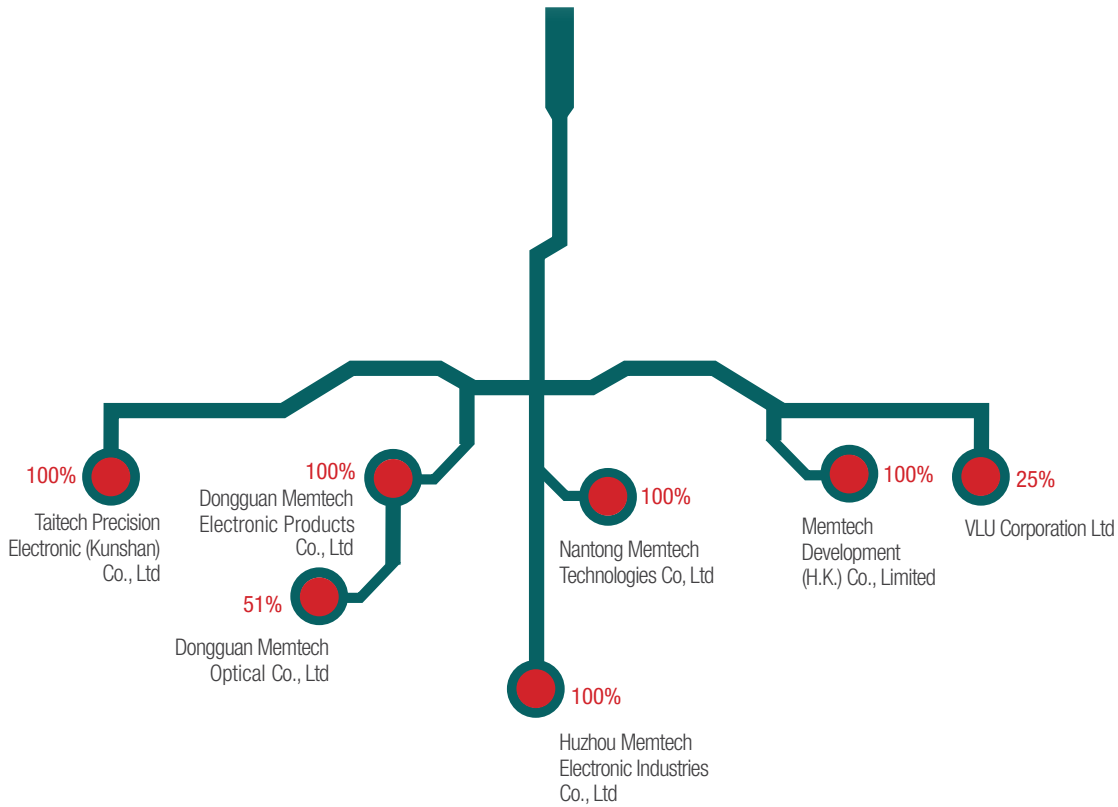 100%
Taitech Precision
Electronic (Kunshan)
Co., Ltd
100%
Dongguan Memtech
Electronic Products
Co., Ltd
51%
Dongguan Memtech
Optical Co., Ltd
100%
Nantong Memtech
Technologies Co, Ltd
100%
Huzhou Memtech
Electronic Industries
Co., Ltd
100%
Memtech
Development
(H.K.) Co., Limited
25%
VLU Corporation Ltd